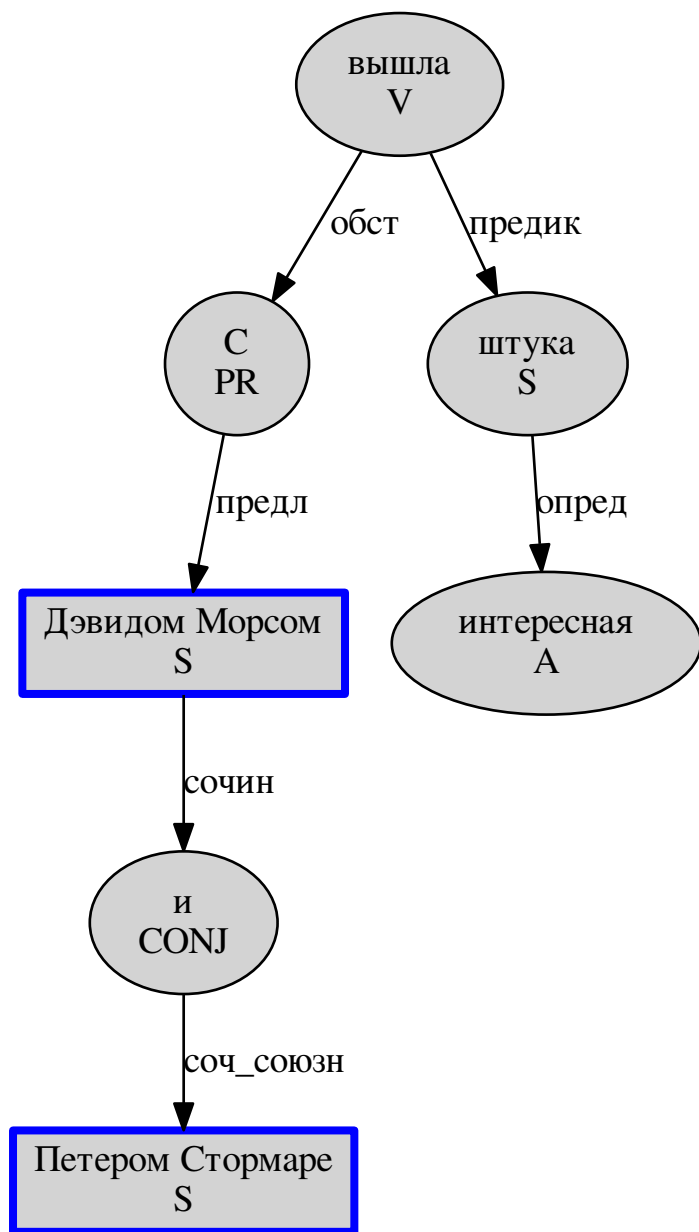 вышла
V
обст
предик
С
PR
штука
S
предл
опред
Дэвидом Морсом
S
интересная
A
сочин
и
CONJ
соч_союзн
Петером Стормаре
S